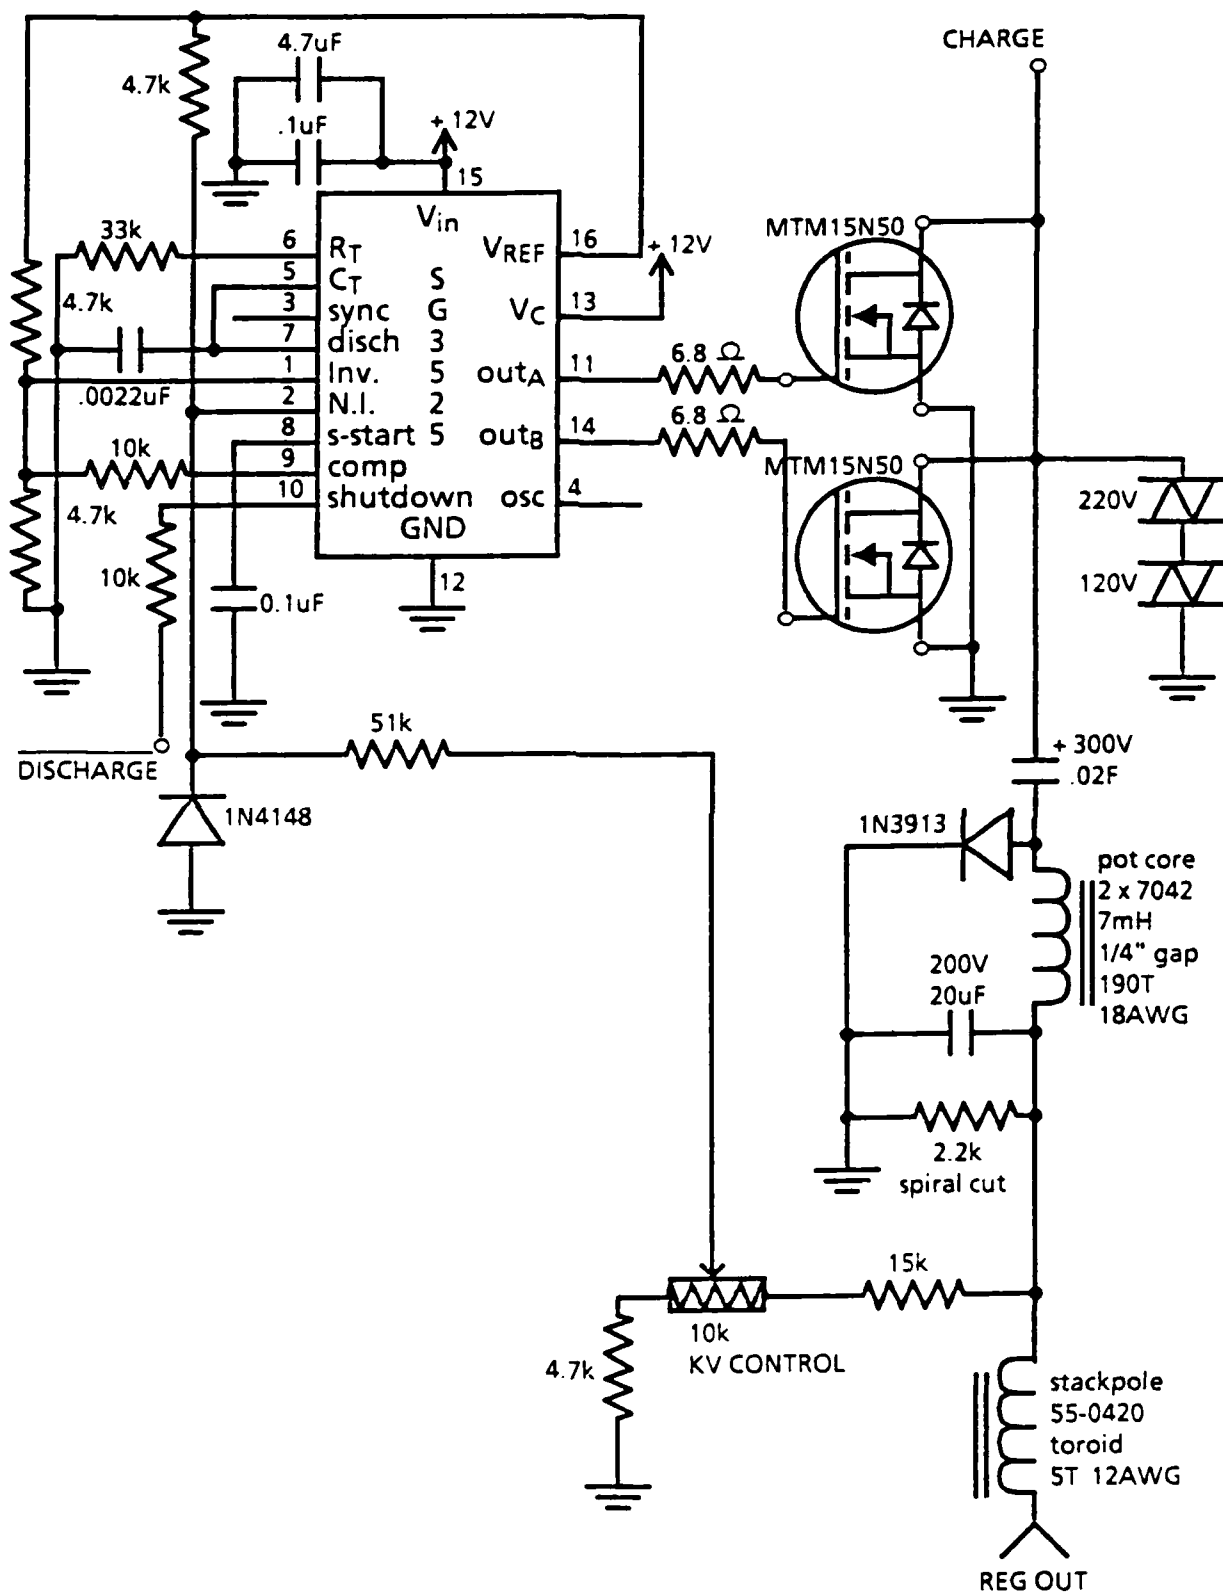 4.7uF
CHARGE
4.7k
.1uF
+ 12V
15
Vin
MTM15N50
33k
6
RT
VREF
16
+ 12V
5
CT
S
4.7k
3
sync
G
VC
13
7
disch
3
6.8 Ω
.0022uF
1
Inv.
5
outA
11
2
N.I.
2
6.8 Ω
8
s-start
5
outB
14
10k
9
comp
MTM15N50
10
shutdown
osc
4
4.7k
GND
220V
10k
12
120V
0.1uF
51k
+ 300V
.02F
DISCHARGE
1N4148
1N3913
pot core
2 x 7042
7mH
1/4" gap
190T
18AWG
200V
20uF
2.2k
spiral cut
15k
10k
KV CONTROL
4.7k
stackpole
55-0420
toroid
5T 12AWG
REG OUT